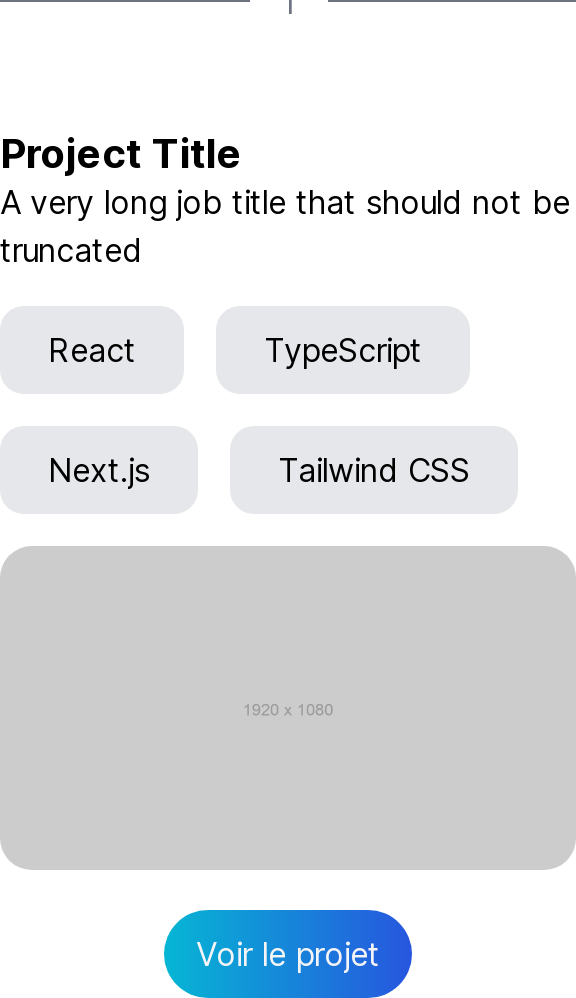 Project Title
A very long job title that should not be
truncated
React
TypeScript
Next.js
Tailwind CSS
1920 x 1080
Voir le projet